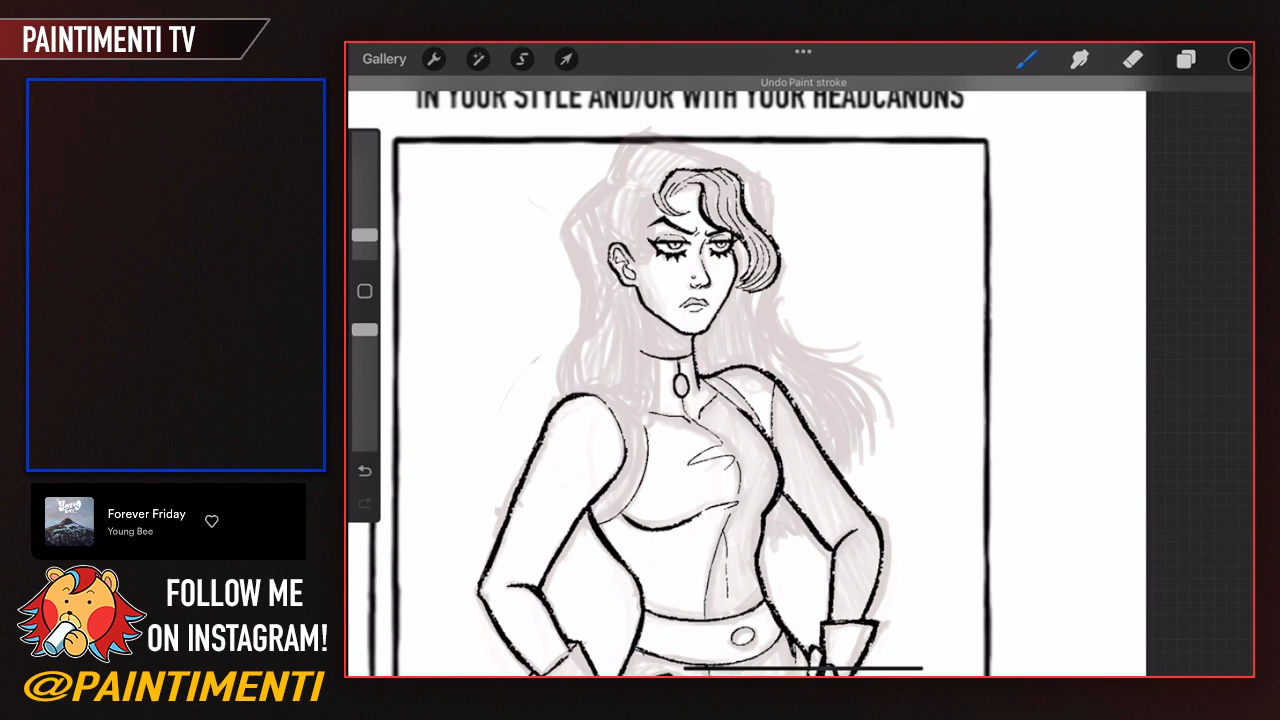 PAINTIMENTI TV
Gallery
Undo Paint stroke
IN YOUR STYLE AND/OR WITH YOUR HEADCANONS
Forever Friday
Young Bee
FOLLOW ME
ON INSTAGRAM!
@PAINTIMENTI